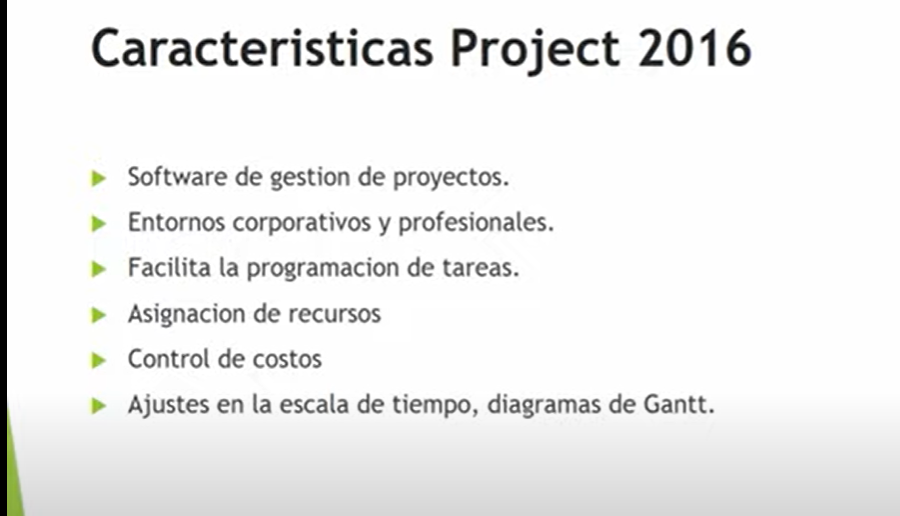 Caracteristicas Project 2016
Software de gestion de proyectos.
Entornos corporativos y profesionales.
Facilita la programacion de tareas.
Asignacion de recursos
Control de costos
Ajustes en la escala de tiempo, diagramas de Gantt.